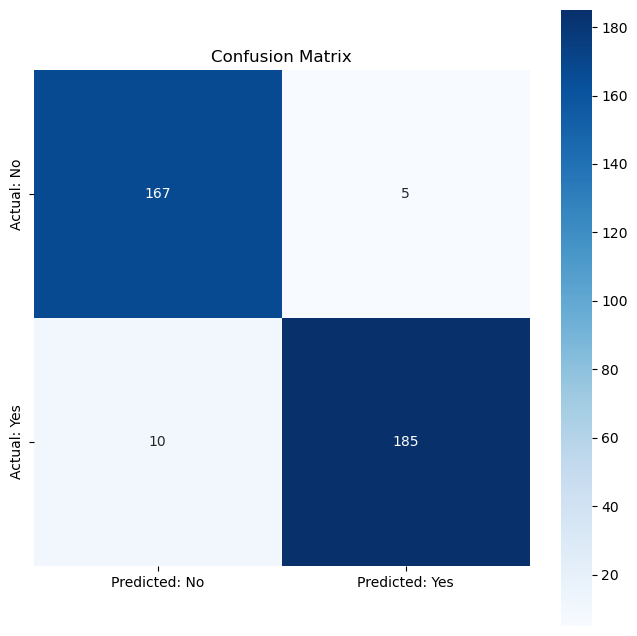 Confusion Matrix
Actual: No
167
5
Actual: Yes
10
185
Predicted: No
Predicted: Yes
180
160
140
120
100
80
60
40
20